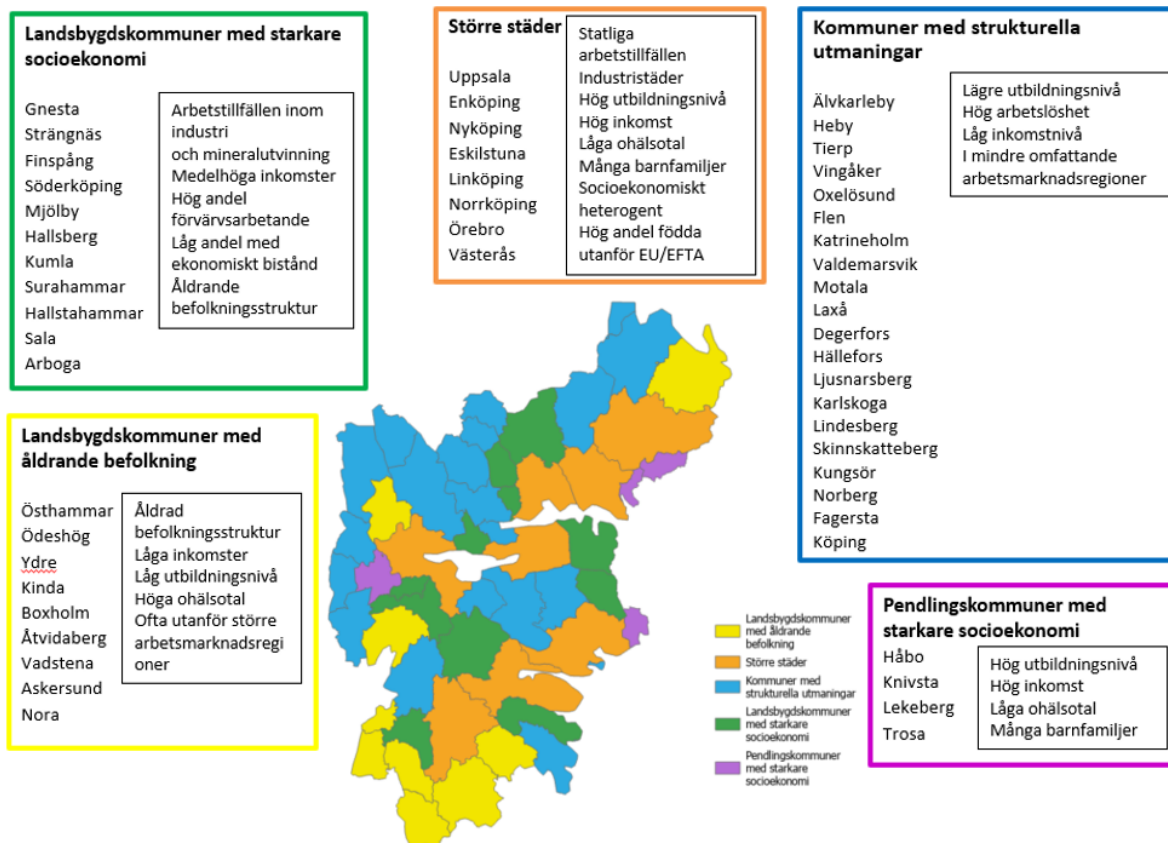 Landsbygdskommuner med starkare
socioekonomi
Gnesta
Strängnäs
Finspång
Söderköping
Mjölby
Hallsberg
Kumla
Surahammar
Hallstahammar
Sala
Arboga
Arbetstillfällen inom
industri
och mineralutvinning
Medelhöga inkomster
Hög andel
förvärvsarbetande
Låg andel med
ekonomiskt bistånd
Åldrande
befolkningsstruktur
Större städer
Uppsala
Enköping
Nyköping
Eskilstuna
Linköping
Norrköping
Örebro
Västerås
Statliga
arbetstillfällen
Industristäder
Hög utbildningsnivå
Hög inkomst
Låga ohälsotal
Många barnfamiljer
Socioekonomiskt
heterogent
Hög andel födda
utanför EU/EFTA
Kommuner med strukturella
utmaningar
Älvkarleby
Heby
Tierp
Vingåker
Oxelösund
Flen
Katrineholm
Valdemarsvik
Motala
Laxå
Degerfors
Hällefors
Ljusnarsberg
Karlskoga
Lindesberg
Skinnskatteberg
Kungsör
Norberg
Fagersta
Köping
Lägre utbildningsnivå
Hög arbetslöshet
Låg inkomstnivå
I mindre omfattande
arbetsmarknadsregioner
Landsbygdskommuner med
åldrande befolkning
Östhammar
Ödeshög
Ydre
Kinda
Boxholm
Åtvidaberg
Vadstena
Askersund
Nora
Åldrad
befolkningsstruktur
Låga inkomster
Låg utbildningsnivå
Höga ohälsotal
Ofta utanför större
arbetsmarknadsregi
oner
Landsbygdskommuner
med åldrande
befolkning
Större städer
Kommuner med
strukturella utmaningar
Landsbygdskommuner
med starkare
socioekonomi
Pendlingskommuner
med starkare
socioekonomi
Pendlingskommuner med
starkare socioekonomi
Håbo
Knivsta
Lekeberg
Trosa
Hög utbildningsnivå
Hög inkomst
Låga ohälsotal
Många barnfamiljer